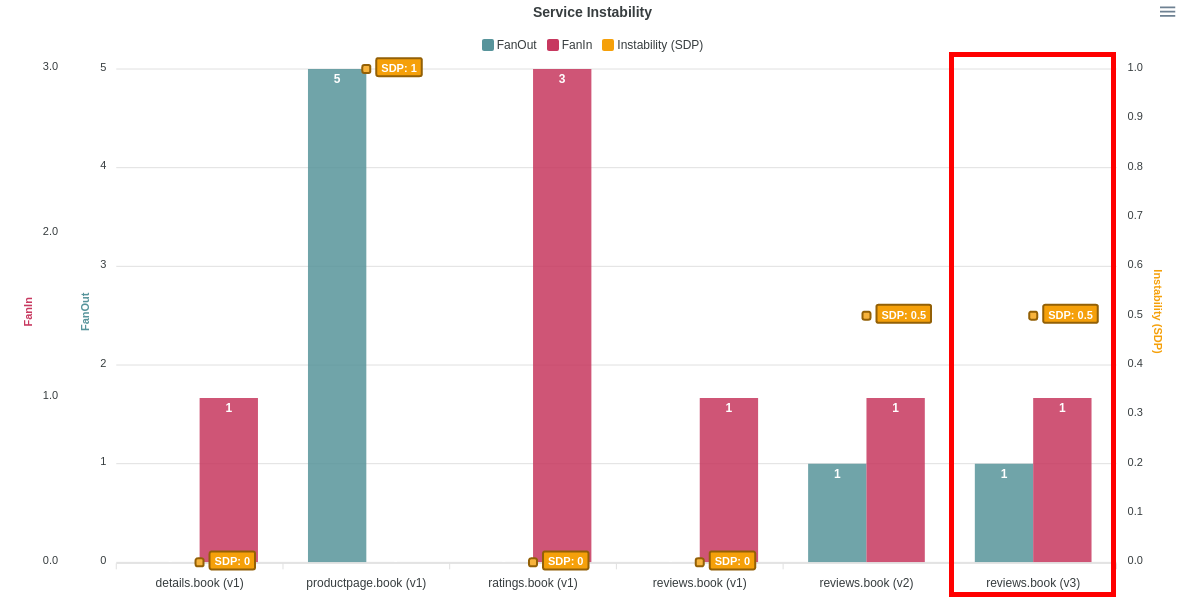 Service Instability
FanOut FanIn Instability (SDP)
3.0 5 5 SDP: 1 3 1.0
0.9
4 0.8
0.7
2.0
3 0.6
FanIn FanOut SDP: 0.5 SDP: 0.5 0.5 Instability (SDP)
2 0.4
1.0 1 1 1 1
0.3
1 1 1 0.2
0.1
0.0 0 SDP: 0 SDP: 0 SDP: 0 0.0
details.book (v1) productpage.book (v1) ratings.book (v1) reviews.book (v1) reviews.book (v2) reviews.book (v3)